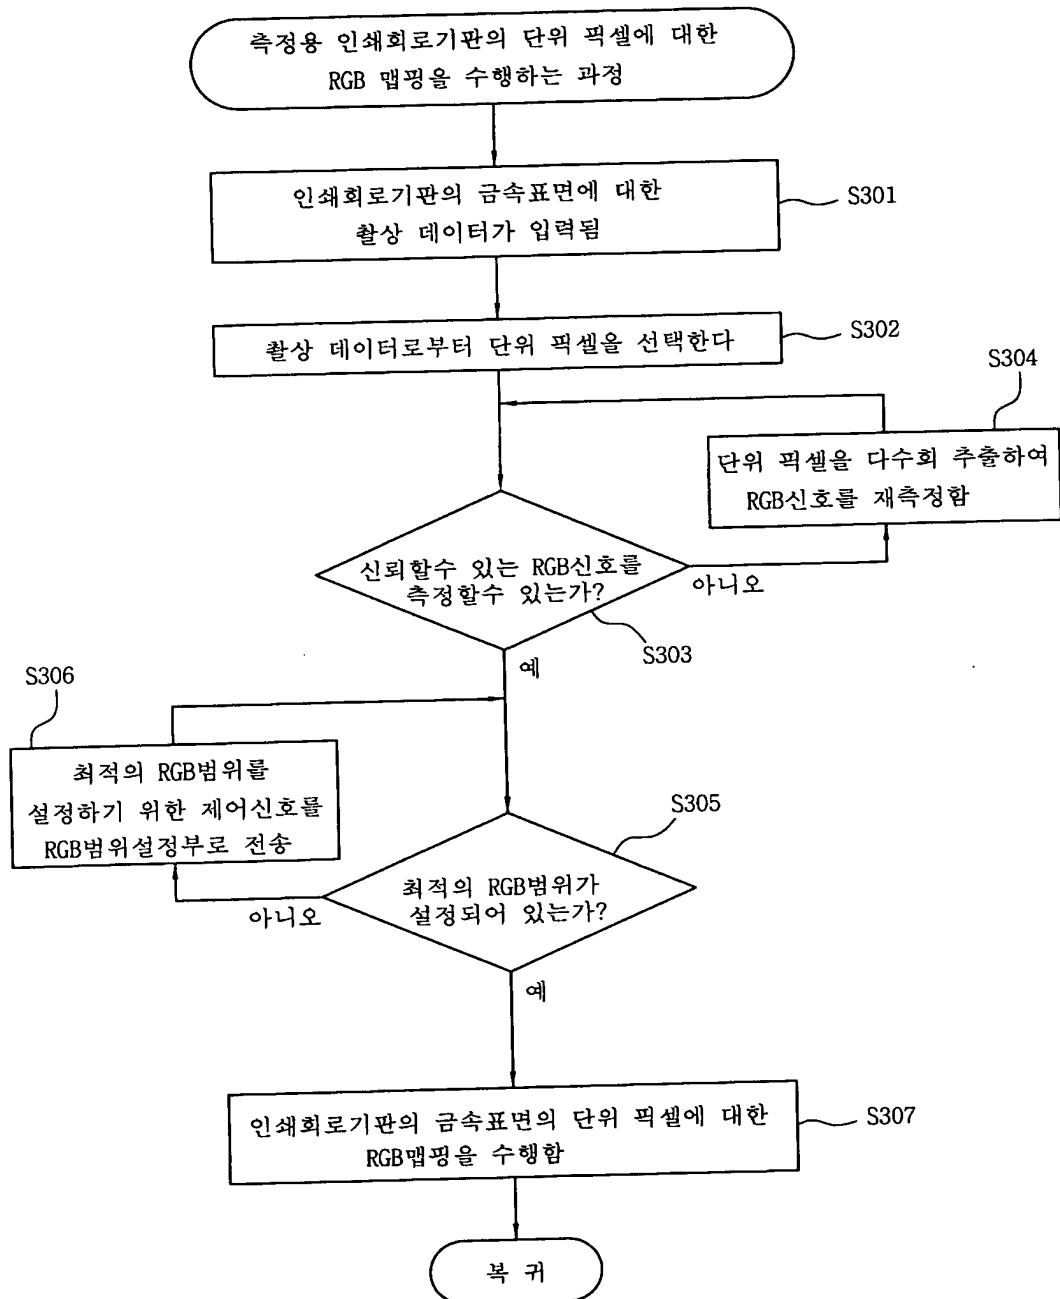 측정용 인쇄회로기판의 단위 픽셀에 대한
RGB 맵핑을 수행하는 과정
인쇄회로기판의 금속표면에 대한
촬상 데이터가 입력됨
S301
촬상 데이터로부터 단위 픽셀을 선택한다
S302
S304
단위 픽셀을 다수회 추출하여
RGB신호를 재측정함
신뢰할수 있는 RGB신호를
측정할수 있는가?
아니오
S303
예
S306
최적의 RGB범위를
설정하기 위한 제어신호를
RGB범위설정부로 전송
S305
최적의 RGB범위가
설정되어 있는가?
아니오
예
인쇄회로기판의 금속표면의 단위 픽셀에 대한
RGB맵핑을 수행함
S307
복 귀